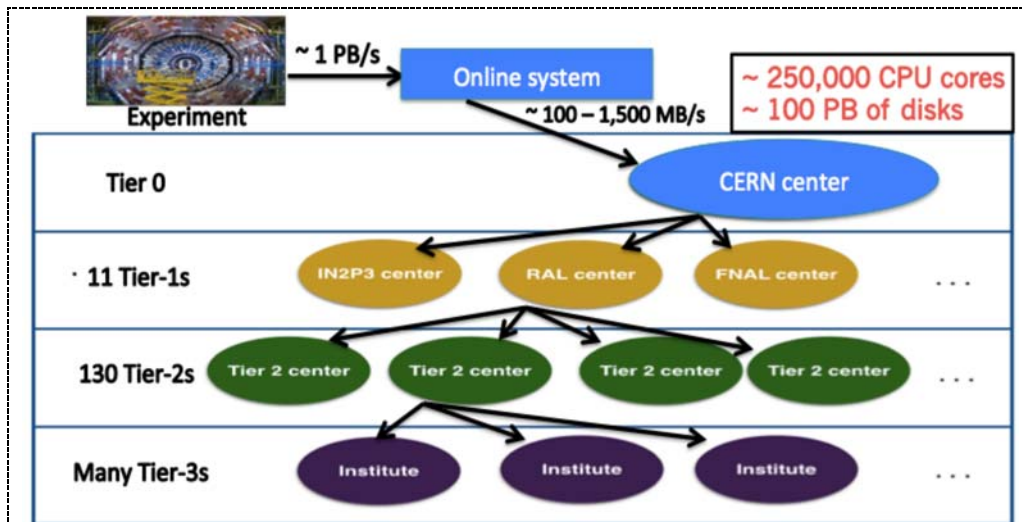 ~ 1 PB/s
Online system
~ 250,000 CPU cores
~ 100 PB of disks
Experiment
~ 100 – 1,500 MB/s
Tier 0
CERN center
· 11 Tier-1s
IN2P3 center
RAL center
FNAL center
. . .
130 Tier-2s
Tier 2 center
Tier 2 center
Tier 2 center
Tier 2 center
. . .
Many Tier-3s
Institute
Institute
Institute
. . .